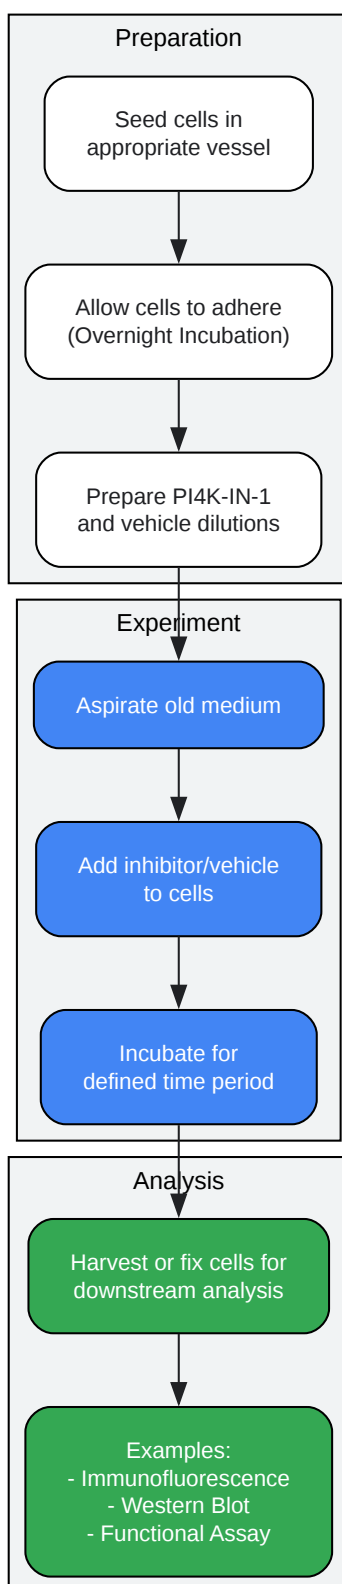 Preparation
Seed cells in
appropriate vessel
Allow cells to adhere
(Overnight Incubation)
Prepare PI4K-IN-1
and vehicle dilutions
Experiment
Aspirate old medium
Add inhibitor/vehicle
to cells
Incubate for
defined time period
Analysis
Harvest or fix cells for
downstream analysis
Examples:
- Immunofluorescence
- Western Blot
- Functional Assay